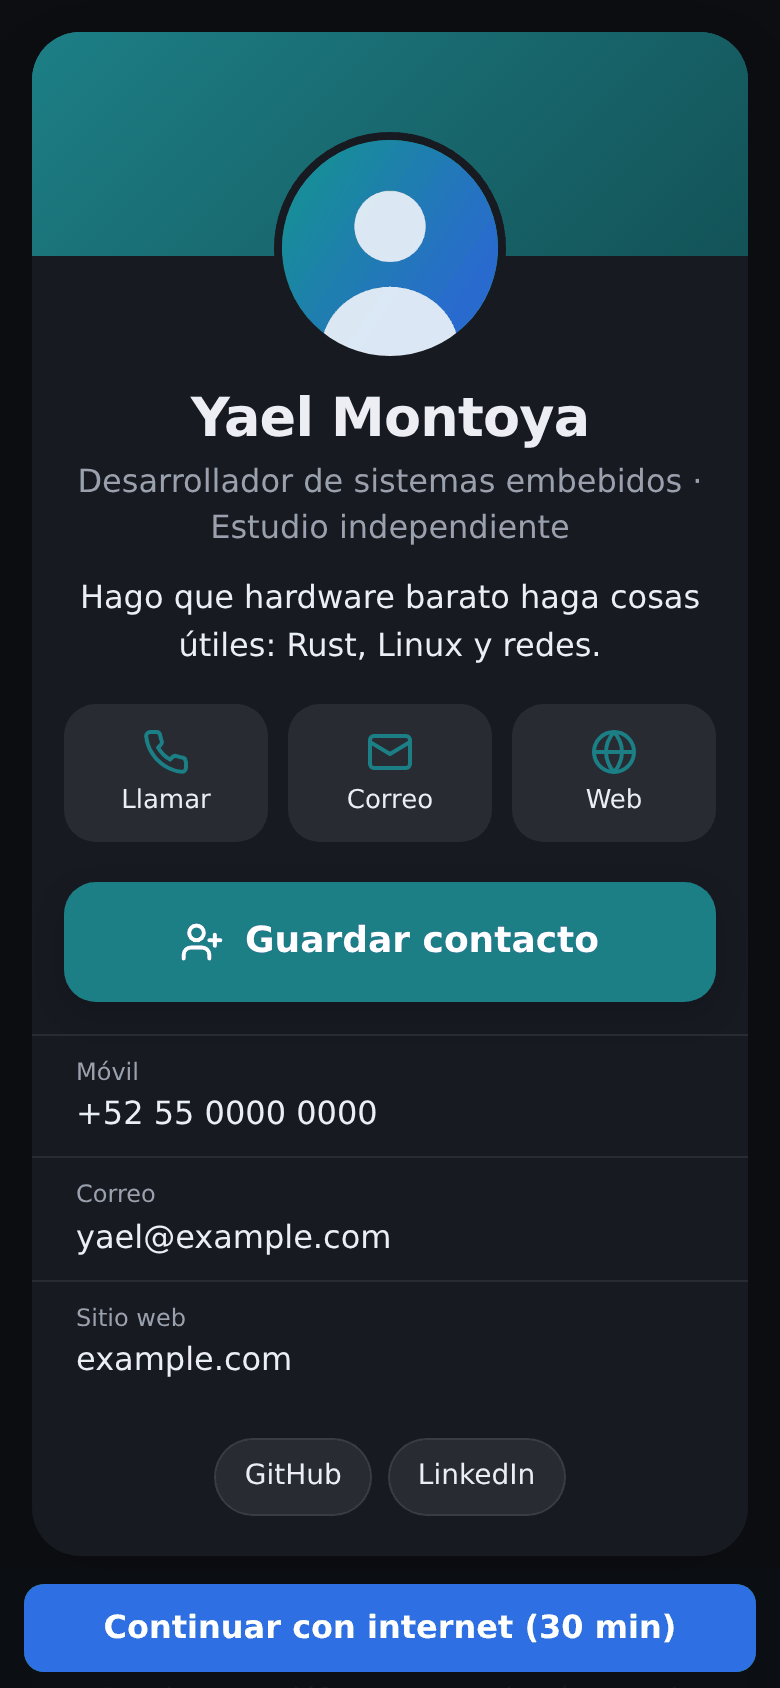 Yael Montoya
Desarrollador de sistemas embebidos ·
Estudio independiente
Hago que hardware barato haga cosas
útiles: Rust, Linux y redes.
Llamar
Correo
Web
Guardar contacto
Móvil
+52 55 0000 0000
Correo
yael@example.com
Sitio web
example.com
GitHub
LinkedIn
Continuar con internet (30 min)